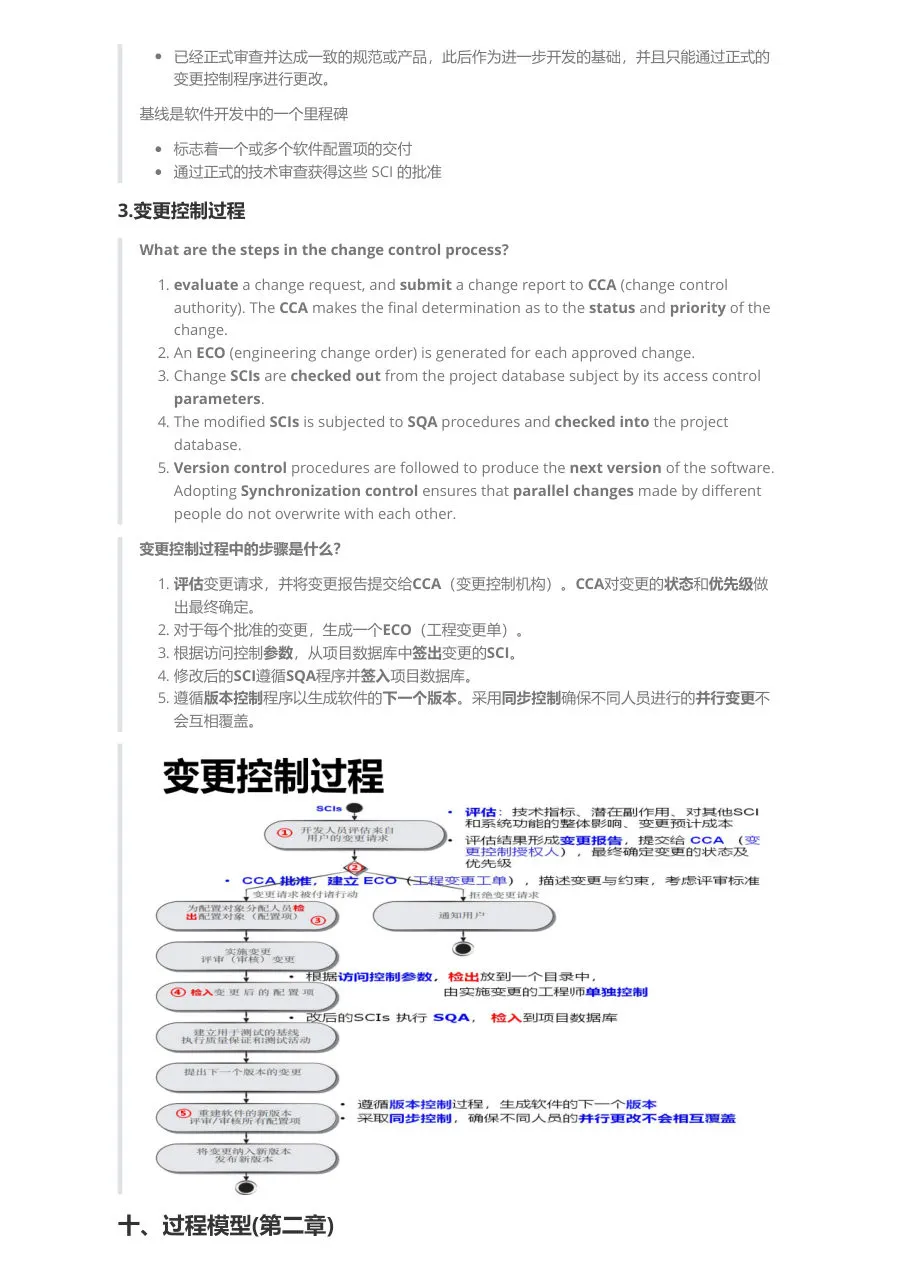 已经正式审查并达成一致的规范或产品，此后作为进一步开发的基础，并且只能通过正式的
变更控制程序进行更改。
基线是软件开发中的一个里程碑
标志着一个或多个软件配置项的交付
通过正式的技术审查获得这些 SCI 的批准
3.变更控制过程
What are the steps in the change control process?
1. evaluate a change request, and submit a change report to CCA (change control
authority). The CCA makes the final determination as to the status and priority of the
change.
2. An ECO (engineering change order) is generated for each approved change.
3. Change SCIs are checked out from the project database subject by its access control
parameters.
4. The modified SCIs is subjected to SQA procedures and checked into the project
database.
5. Version control procedures are followed to produce the next version of the software.
Adopting Synchronization control ensures that parallel changes made by different
people do not overwrite with each other.
变更控制过程中的步骤是什么?
1. 评估变更请求，并将变更报告提交给CCA（变更控制机构）。CCA对变更的状态和优先级做
出最终确定。
2. 对于每个批准的变更，生成一个ECO（工程变更单）。
3. 根据访问控制参数，从项目数据库中签出变更的SCI。
4. 修改后的SCI遵循SQA程序并签入项目数据库。
5. 遵循版本控制程序以生成软件的下一个版本。采用同步控制确保不同人员进行的并行变更不
会互相覆盖。
变更控制过程
SCIs
• 评估：技术指标、潜在副作用、对其他SCI
和系统功能的整体影响、变更预计成本
① 开发人员评估来自
用户的变更请求
• 评估结果形成变更报告，提交给 CCA （变
更控制授权人），最终确定变更的状态及
优先级
②
• CCA 批准，建立 ECO（工程变更工单），描述变更与约束，考虑评审标准
变更请求被付诸行动
拒绝变更请求
为配置对象分配人员检
出配置对象（配置项） ③
通知用户
实施变更
评审（审核）变更
• 根据访问控制参数，检出放到一个目录中，
由实施变更的工程师单独控制
④ 检入变更后的配置项
• 改后的SCIs 执行 SQA， 检入到项目数据库
建立用于测试的基线
执行质量保证和测试活动
提出下一个版本的变更
• 遵循版本控制过程，生成软件的下一个版本
• 采取同步控制，确保不同人员的并行更改不会相互覆盖
⑤ 重建软件的新版本
评审/审核所有配置项
将变更纳入新版本
发布新版本
十、过程模型(第二章)